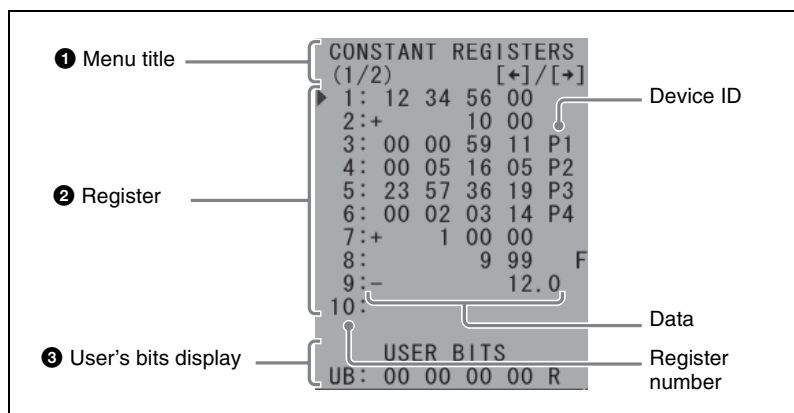 ❶ Menu title
CONSTANT REGISTERS
(1/2) [←]/[→]
▶ 1: 12 34 56 00
Device ID
2:+ 10 00
3: 00 00 59 11 P1
4: 00 05 16 05 P2
❷ Register
5: 23 57 36 19 P3
6: 00 02 03 14 P4
7:+ 1 00 00
8: 9 99 F
9:- 12.0
10:
Data
❸ User's bits display
USER BITS
UB: 00 00 00 00 R
Register
number